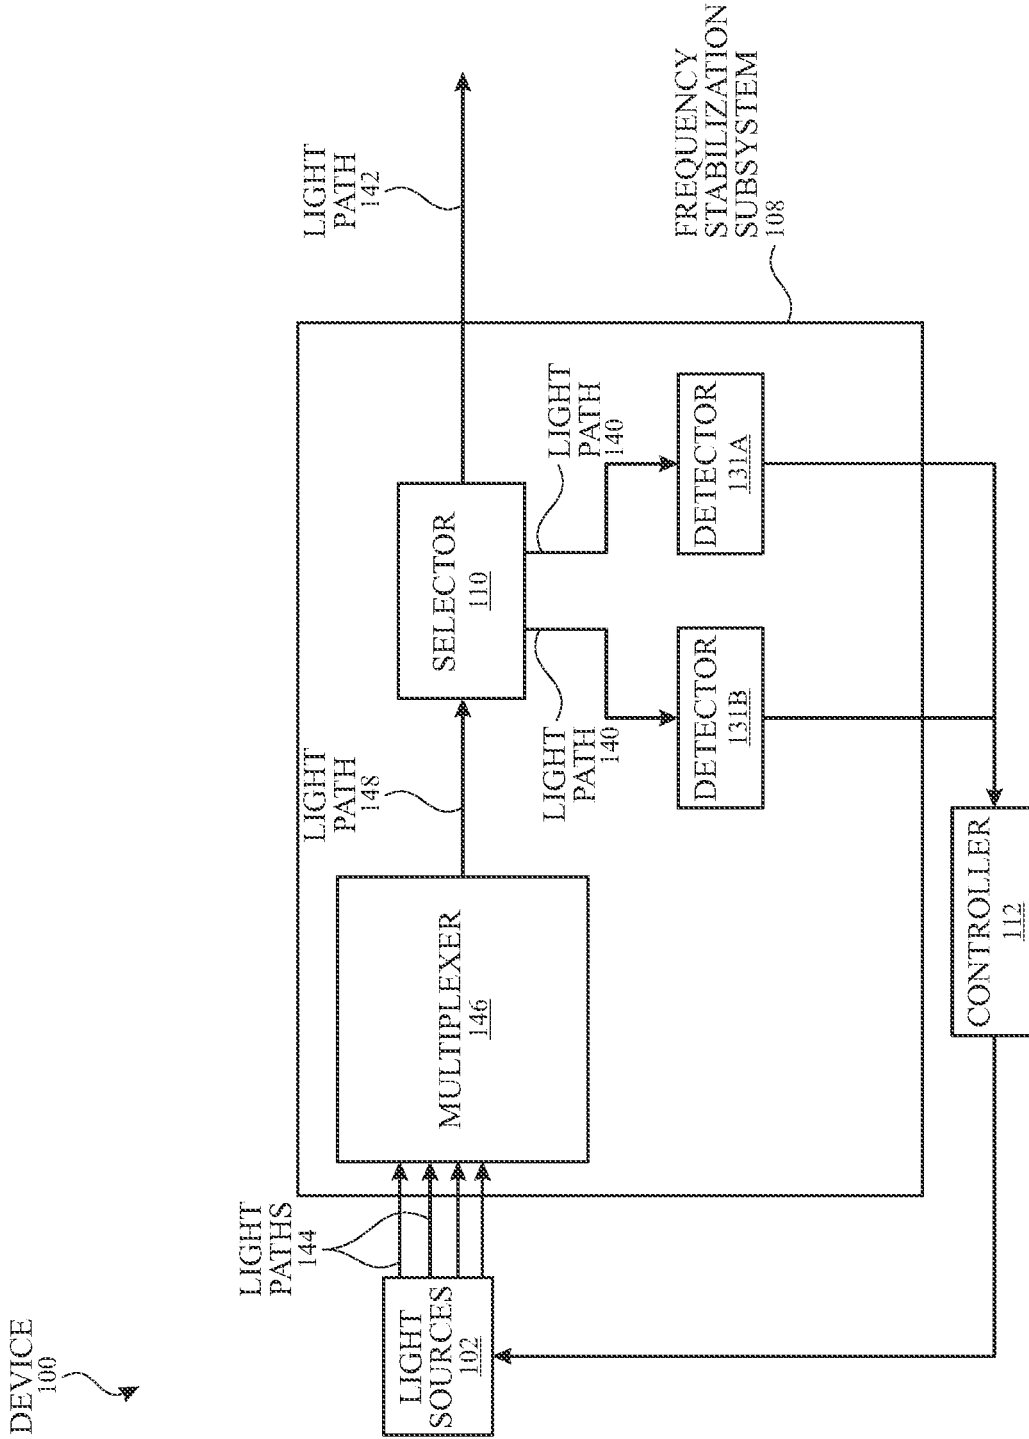 DEVICE
100
LIGHT
PATHS
144
LIGHT
SOURCES
102
MULTIPLEXER
146
LIGHT
PATH
148
SELECTOR
110
LIGHT
PATH
142
LIGHT
PATH
140
LIGHT
PATH
140
DETECTOR
131B
DETECTOR
131A
FREQUENCY
STABILIZATION
SUBSYSTEM
108
CONTROLLER
112